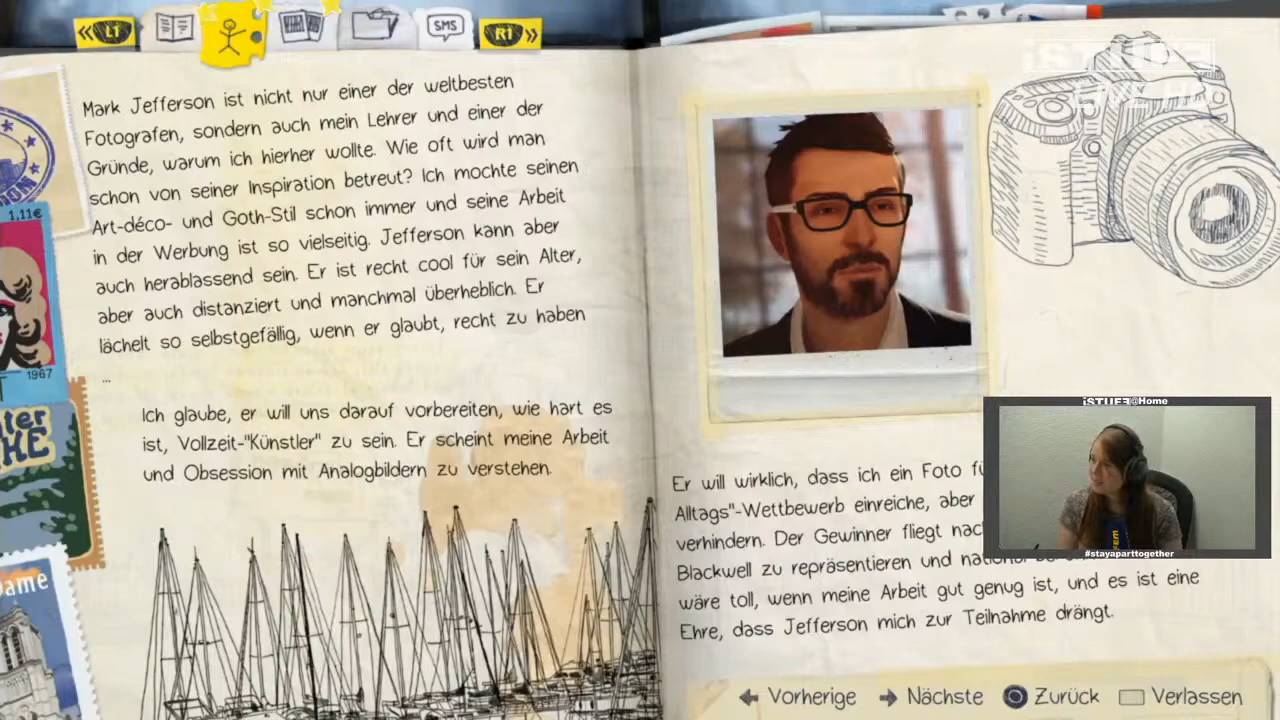 L1
SMS
R1
iSTUFF
LIVE HD
Mark Jefferson ist nicht nur einer der weltbesten
Fotografen, sondern auch mein Lehrer und einer der
Gründe, warum ich hierher wollte. Wie oft wird man
schon von seiner Inspiration betreut? Ich mochte seinen
Art-déco- und Goth-Stil schon immer und seine Arbeit
in der Werbung ist so vielseitig. Jefferson kann aber
auch herablassend sein. Er ist recht cool für sein Alter,
aber auch distanziert und manchmal überheblich. Er
lächelt so selbstgefällig, wenn er glaubt, recht zu haben
...
Ich glaube, er will uns darauf vorbereiten, wie hart es
ist, Vollzeit-"Künstler" zu sein. Er scheint meine Arbeit
und Obsession mit Analogbildern zu verstehen.
1,11€
1967
Er will wirklich, dass ich ein Foto
Alltags"-Wettbewerb einreiche, aber
verhindern. Der Gewinner fliegt
Blackwell zu repräsentieren und
wäre toll, wenn meine Arbeit gut genug ist, und es ist eine
Ehre, dass Jefferson mich zur Teilnahme drängt.
iSTUFF@Home
#stayaparttogether
Vorherige
Nächste
Zurück
Verlassen